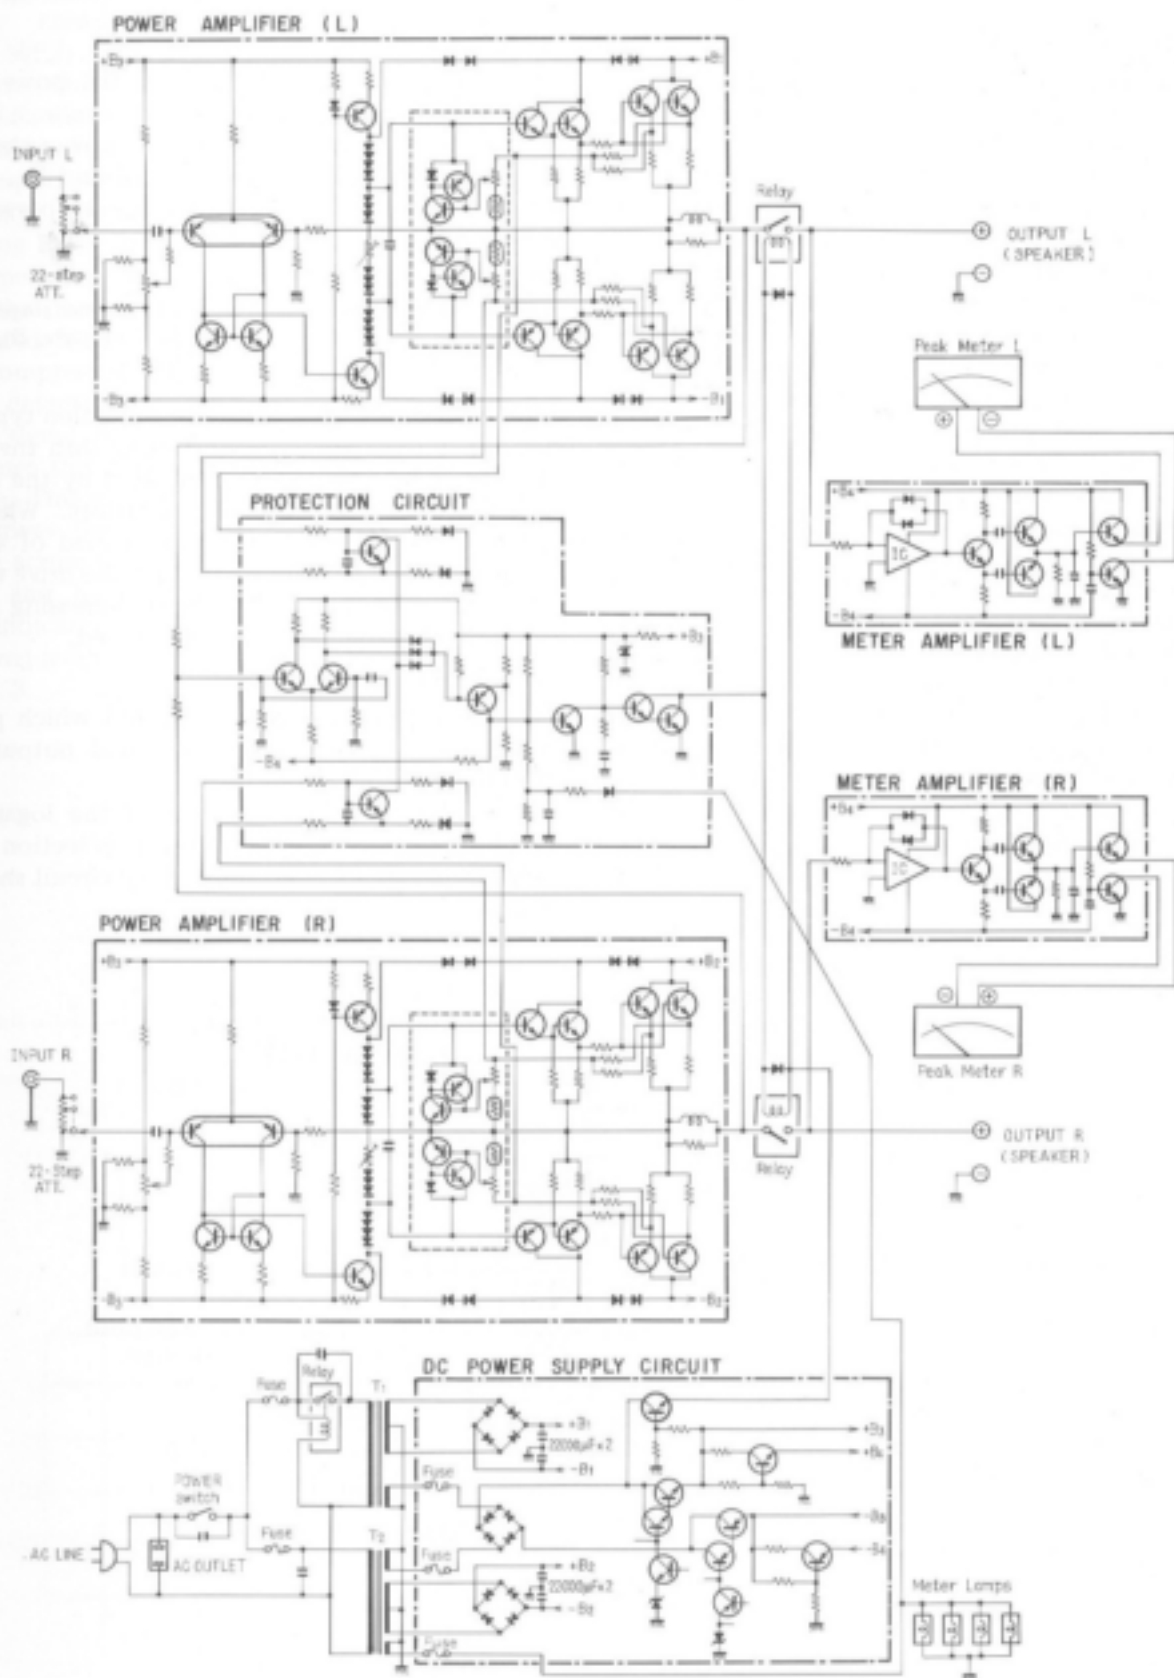 POWER AMPLIFIER (L)
+B3
+B1
INPUT L
22-step
ATT.
-B3
-B1
Relay
+
OUTPUT L
(SPEAKER)
-
Peak Meter L
+ -
PROTECTION CIRCUIT
+B3
-B4
+B4
IC
-B4
METER AMPLIFIER (L)
METER AMPLIFIER (R)
+B4
IC
-B4
- +
Peak Meter R
POWER AMPLIFIER (R)
+B3
+B2
INPUT R
22-Step
ATT.
-B3
-B2
Relay
+
OUTPUT R
(SPEAKER)
-
DC POWER SUPPLY CIRCUIT
Fuse
Relay
T1
+B1
22000μF×2
-B1
+B3
+B4
POWER
Switch
Fuse
Fuse
AC LINE
AC OUTLET
T2
Fuse
+B2
22000μF×2
-B2
-B4
Fuse
Meter Lamps